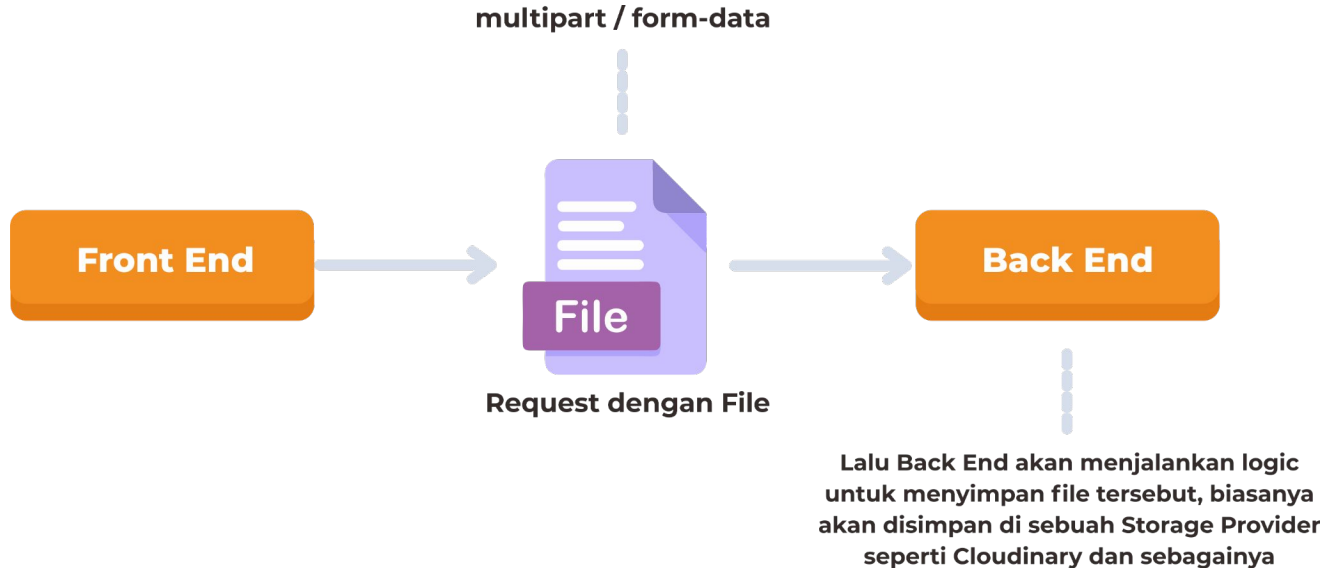 multipart / form-data
Front End
File
Back End
Request dengan File
Lalu Back End akan menjalankan logic
untuk menyimpan file tersebut, biasanya
akan disimpan di sebuah Storage Provider
seperti Cloudinary dan sebagainya